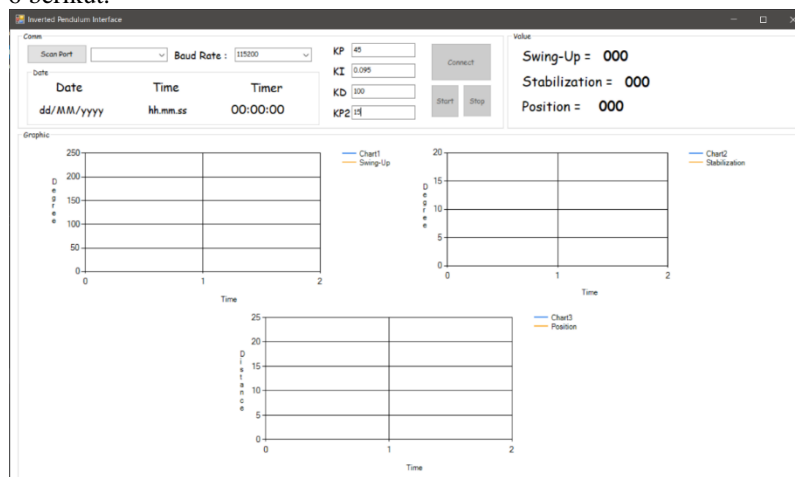 6 berikut:
Inverted Pendulum Interface
Comm
Scan Port
Baud Rate : 115200
Date
Date Time Timer
dd/MM/yyyy hh.mm.ss 00:00:00
KP 45
KI 0.095
KD 100
KP2 15
Connect
Start Stop
Value
Swing-Up = 000
Stabilization = 000
Position = 000
Graphic
250
200
150
100
50
0
0 1 2
Degree
Time
Chart1
Swing-Up
20
15
10
5
0
0 1 2
Degree
Time
Chart2
Stabilization
25
20
15
10
5
0
0 1 2
Distance
Time
Chart3
Position